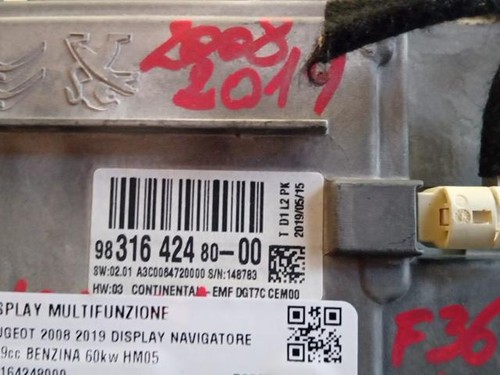 2008
2019
T D1 L2 PK
2019/05/15
98 316 424 80-00
SW:02.01 A3C0084720000 S/N:148783
HW:03 CONTINENTAL-EMF DGT7C CEM00
DISPLAY MULTIFUNZIONE
PEUGEOT 2008 2019 DISPLAY NAVIGATORE
9cc BENZINA 60kw HM05
F36